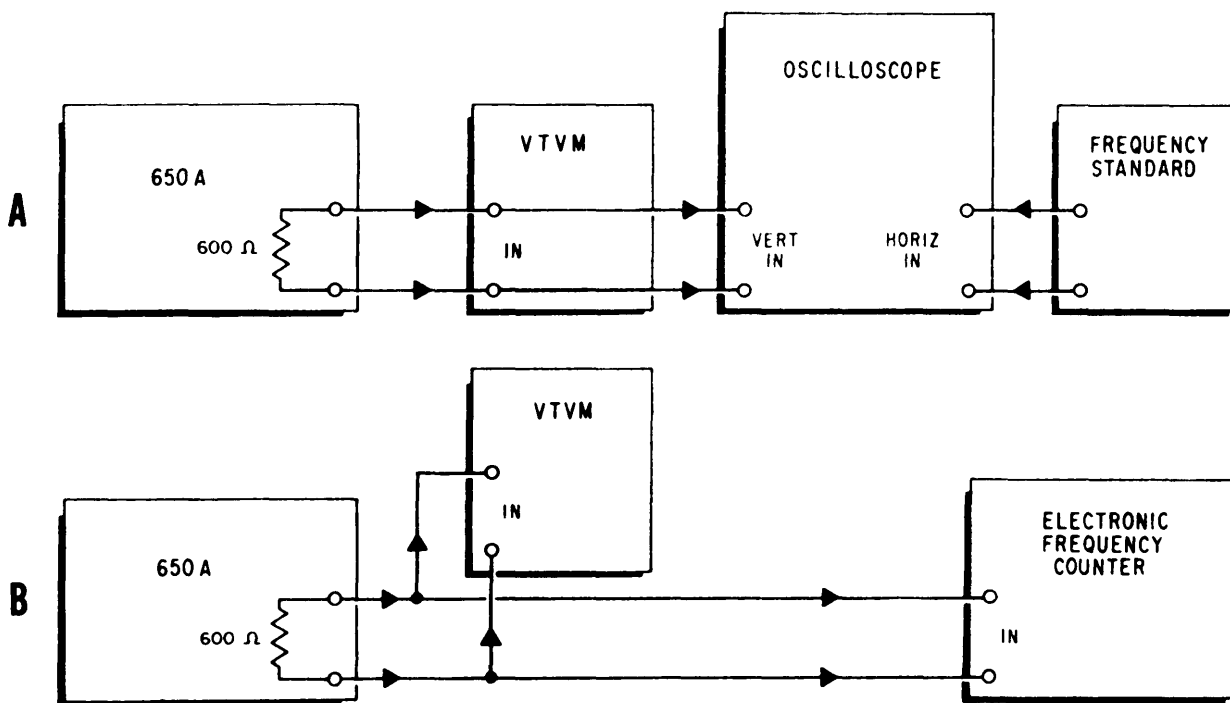 A
650 A
600 Ω
VTVM
IN
OSCILLOSCOPE
VERT
IN
HORIZ
IN
FREQUENCY
STANDARD
B
650 A
600 Ω
VTVM
IN
ELECTRONIC
FREQUENCY
COUNTER
IN